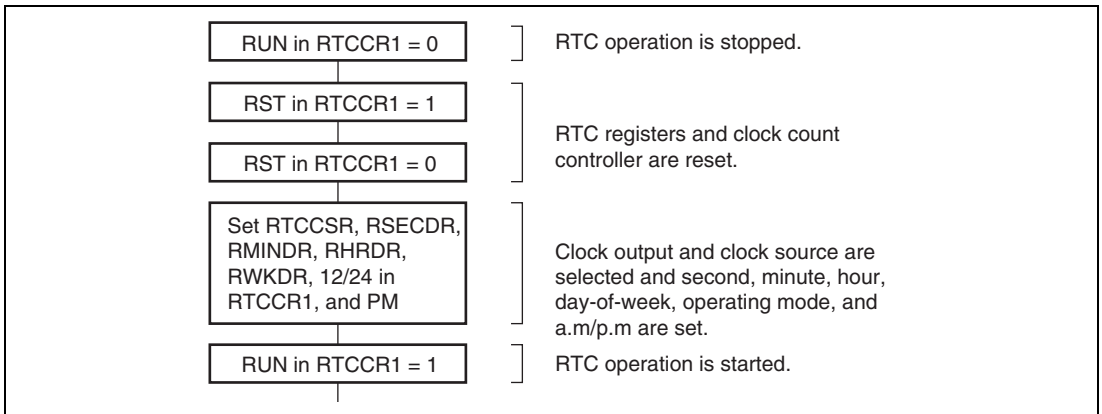 RUN in RTCCR1 = 0
RTC operation is stopped.
RST in RTCCR1 = 1
RST in RTCCR1 = 0
RTC registers and clock count
controller are reset.
Set RTCCSR, RSECDR,
RMINDR, RHRDR,
RWKDR, 12/24 in
RTCCR1, and PM
Clock output and clock source are
selected and second, minute, hour,
day-of-week, operating mode, and
a.m/p.m are set.
RUN in RTCCR1 = 1
RTC operation is started.